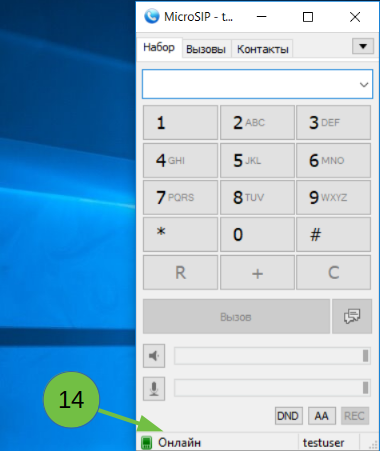 MicroSIP - t...
Набор Вызовы Контакты
1 2 ABC 3 DEF
4 GHI 5 JKL 6 MNO
7 PQRS 8 TUV 9 WXYZ
* 0 #
R + C
Вызов
DND AA REC
14
Онлайн testuser